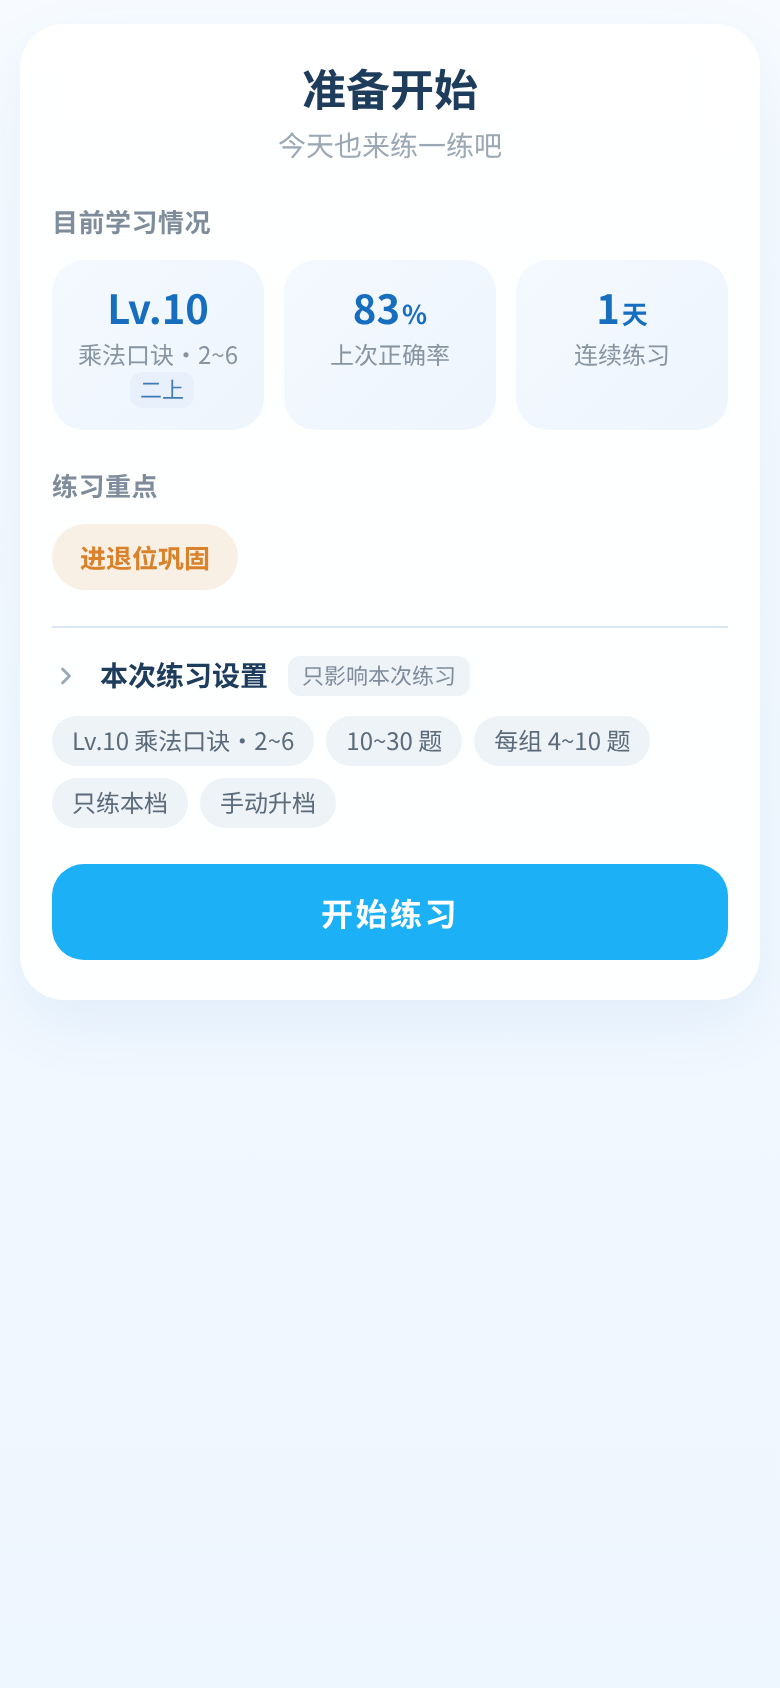 准备开始
今天也来练一练吧
目前学习情况
Lv.10
乘法口诀·2~6
二上
83%
上次正确率
1天
连续练习
练习重点
进退位巩固
本次练习设置 只影响本次练习
Lv.10 乘法口诀·2~6 10~30 题 每组 4~10 题
只练本档 手动升档
开始练习